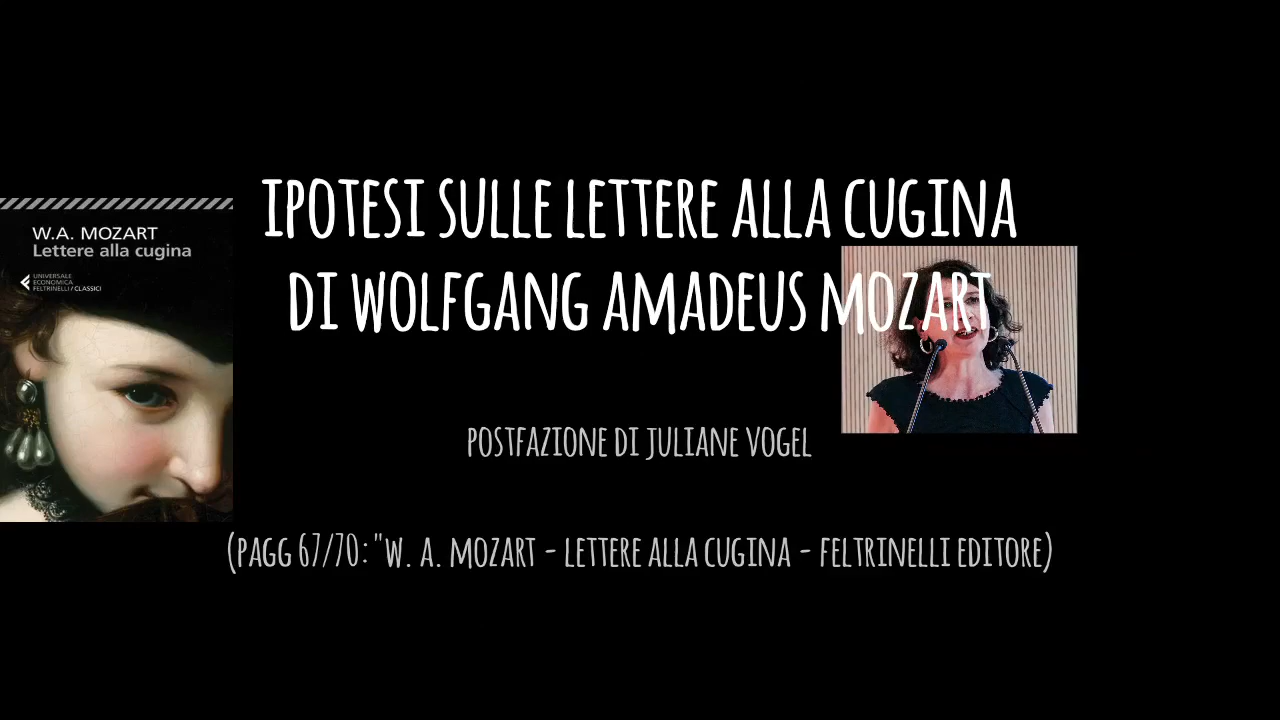 IPOTESI SULLE LETTERE ALLA CUGINA
DI WOLFGANG AMADEUS MOZART
W.A. MOZART
Lettere alla cugina
UNIVERSALE
ECONOMICA
FELTRINELLI/CLASSICI
POSTFAZIONE DI JULIANE VOGEL
(PAGG 67/70: "W. A. MOZART - LETTERE ALLA CUGINA - FELTRINELLI EDITORE)